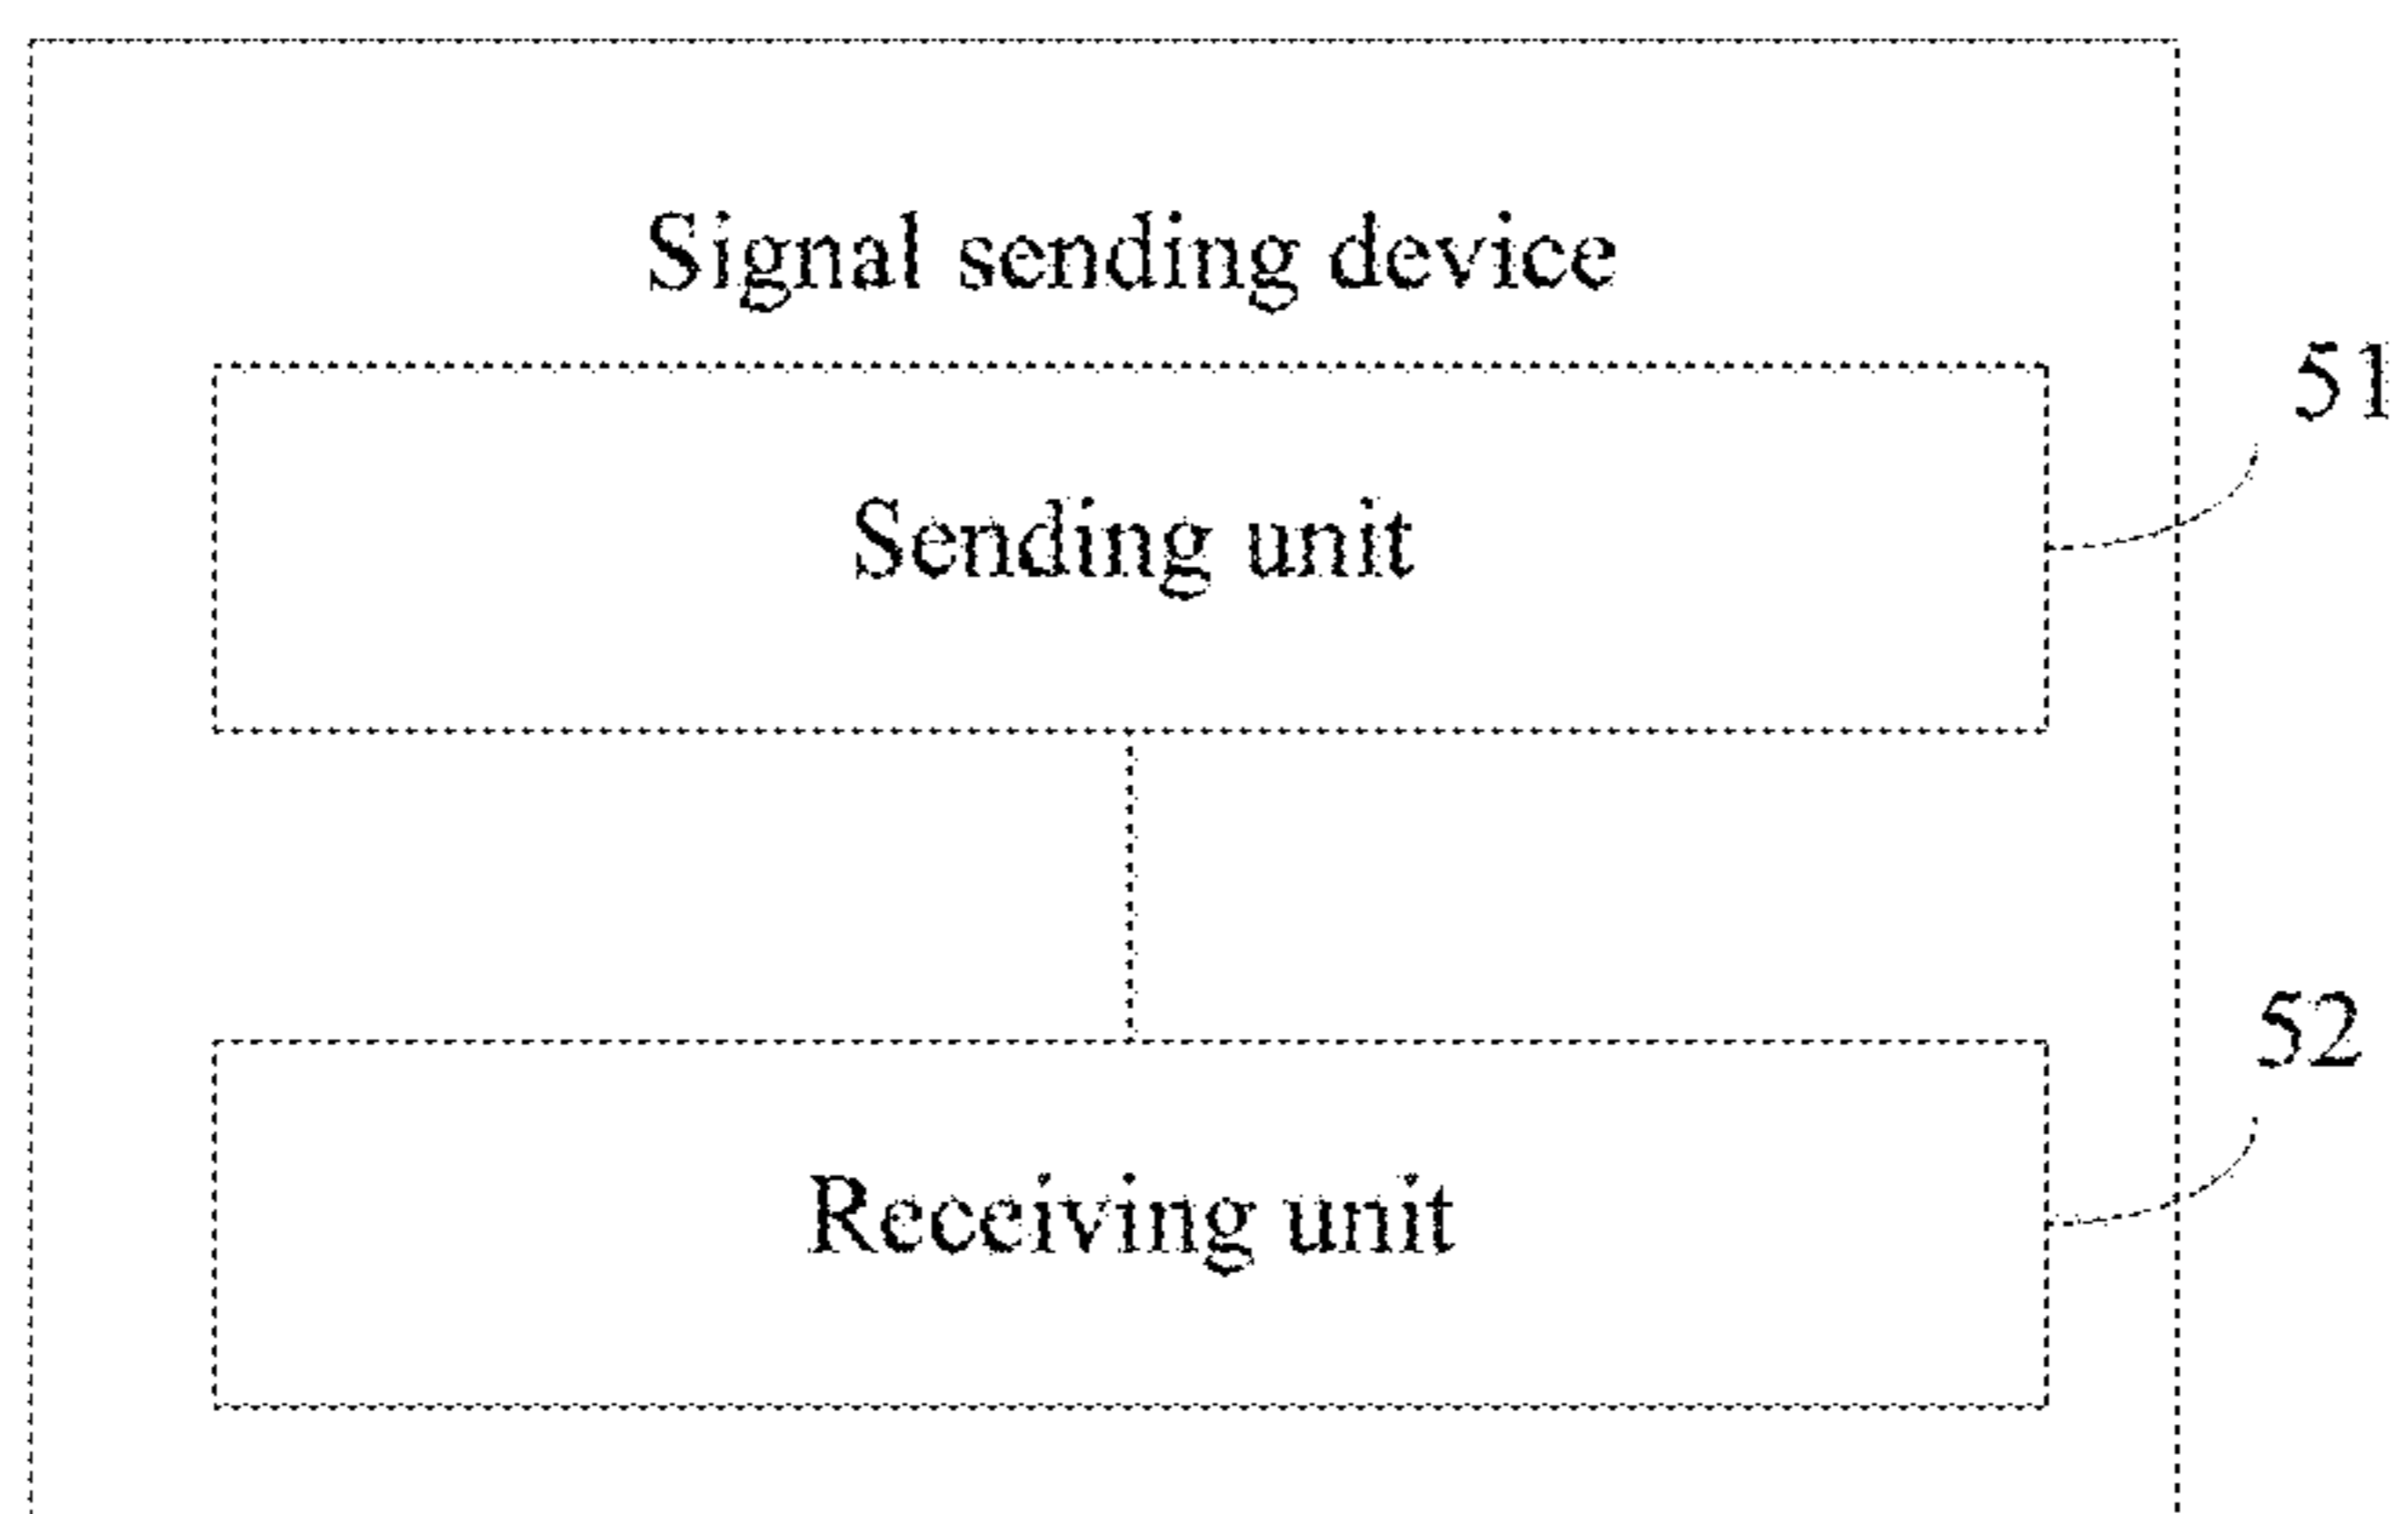 Signal sending device
51
Sending unit
52
Receiving unit